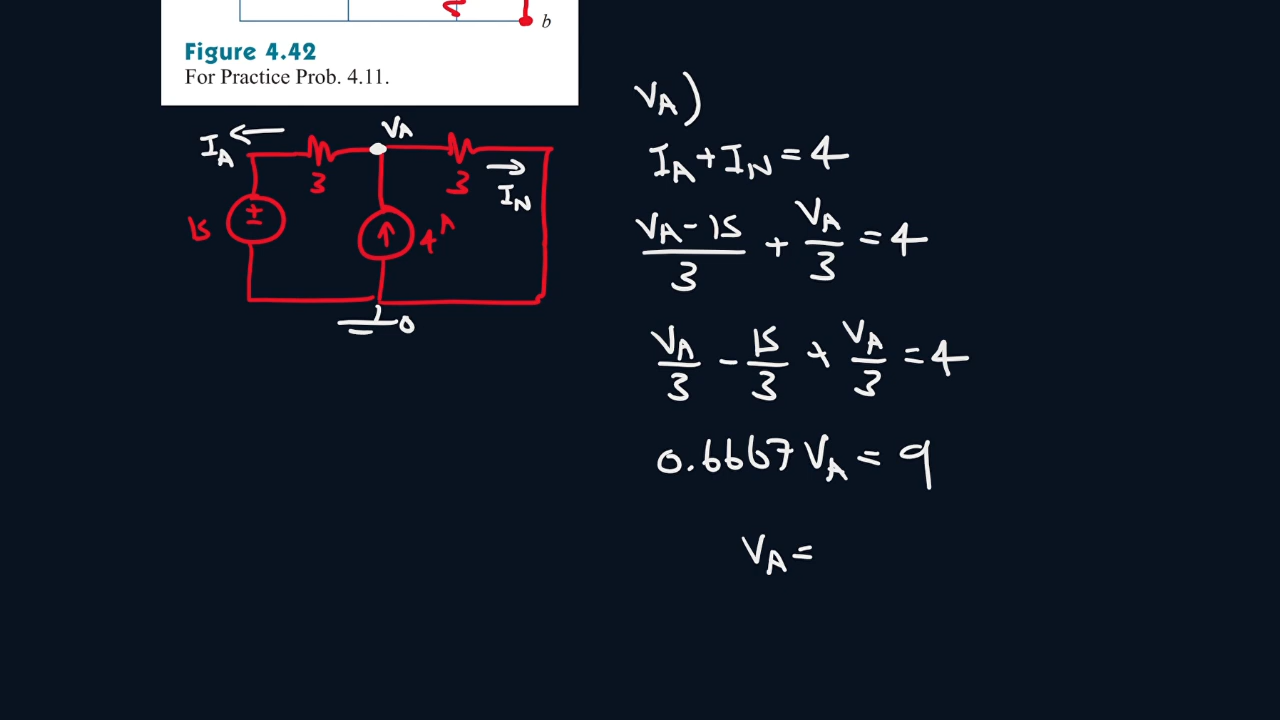 b
Figure 4.42
For Practice Prob. 4.11.
VA)
IA
VA
IA + IN = 4
3
3
IN
15
±
4A
VA - 15 / 3 + VA / 3 = 4
0
VA / 3 - 15 / 3 + VA / 3 = 4
0.6667 VA = 9
VA =